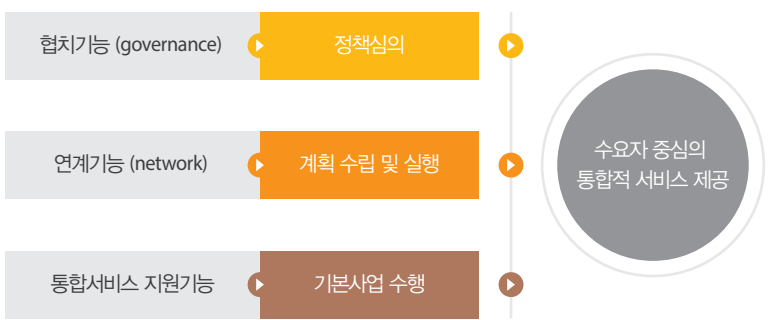 협치기능 (governance)
정책심의
연계기능 (network)
계획 수립 및 실행
통합서비스 지원기능
기본사업 수행
수요자 중심의
통합적 서비스 제공